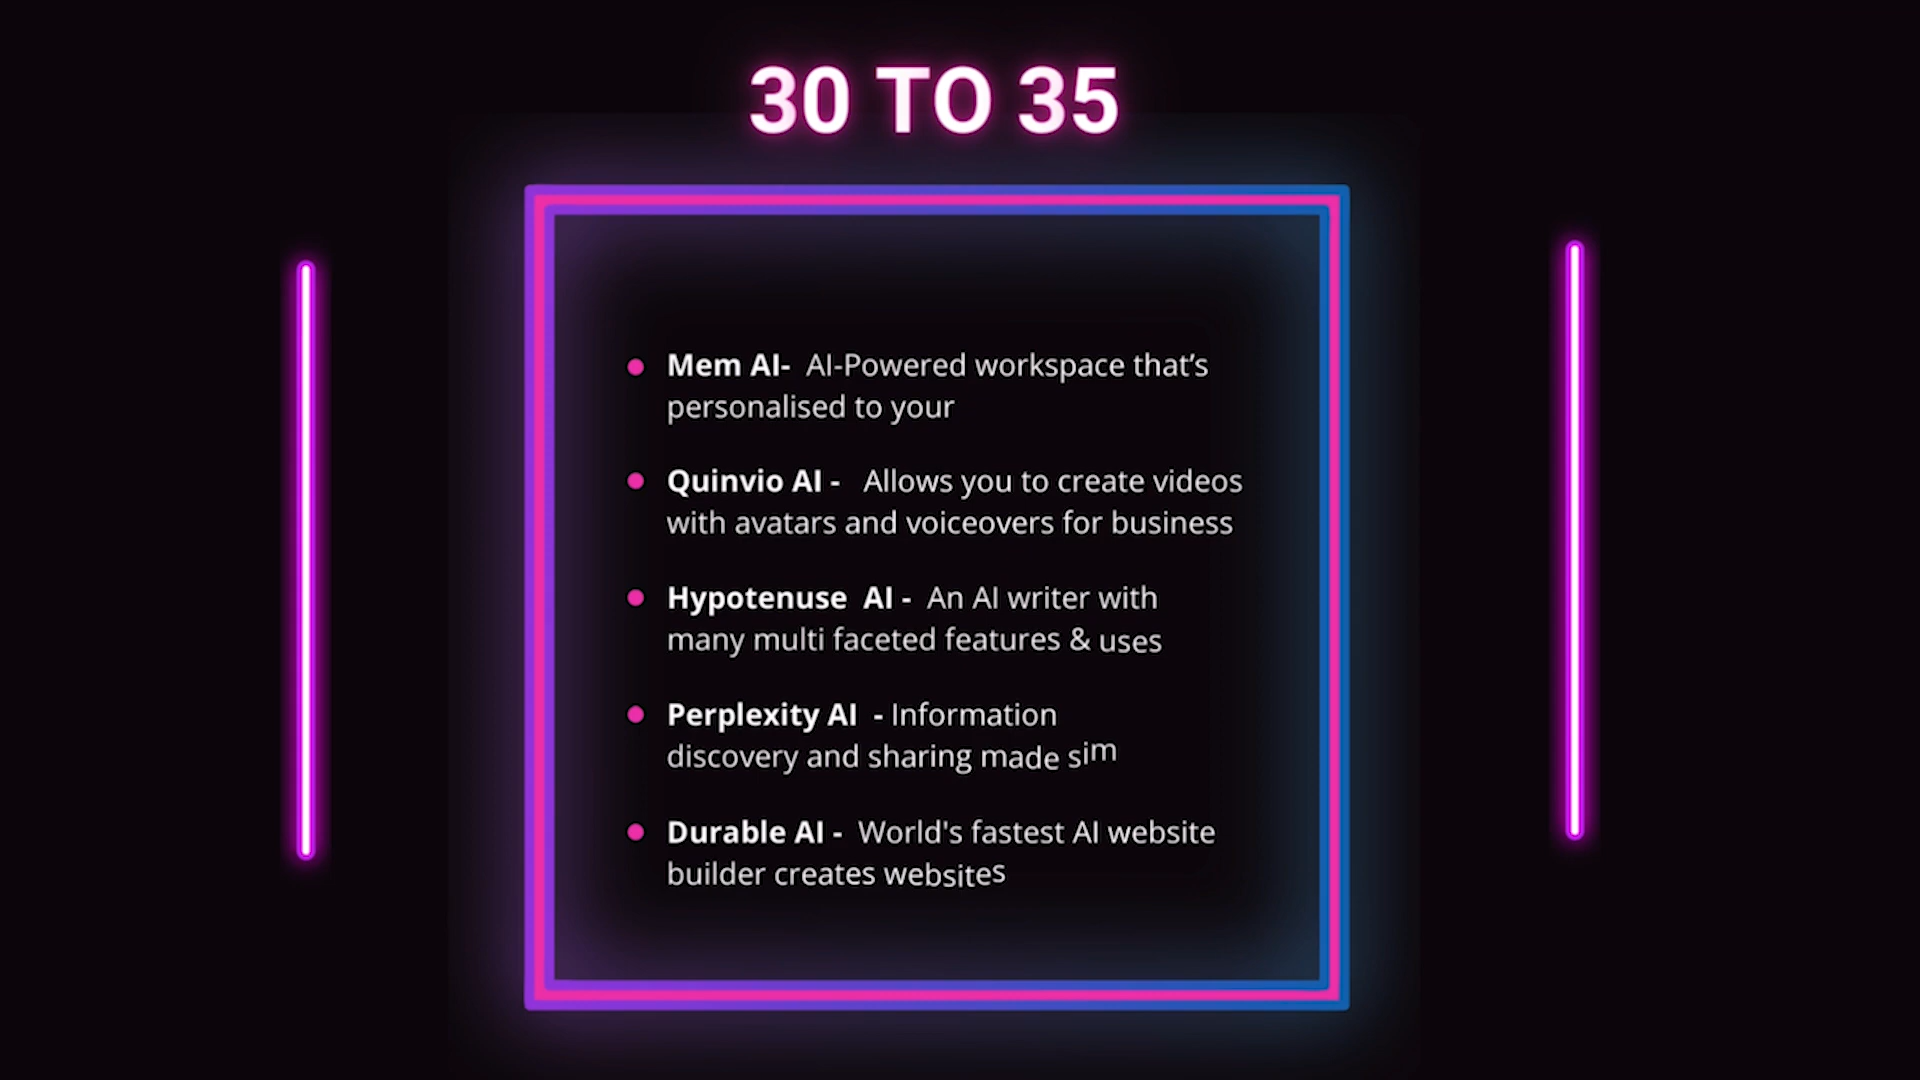 30 TO 35
Mem AI-  AI-Powered workspace that’s
personalised to your
Quinvio AI -   Allows you to create videos
with avatars and voiceovers for business
Hypotenuse  AI -  An AI writer with
many multi faceted features & uses
Perplexity AI  - Information
discovery and sharing made sim
Durable AI -  World's fastest AI website
builder creates websites